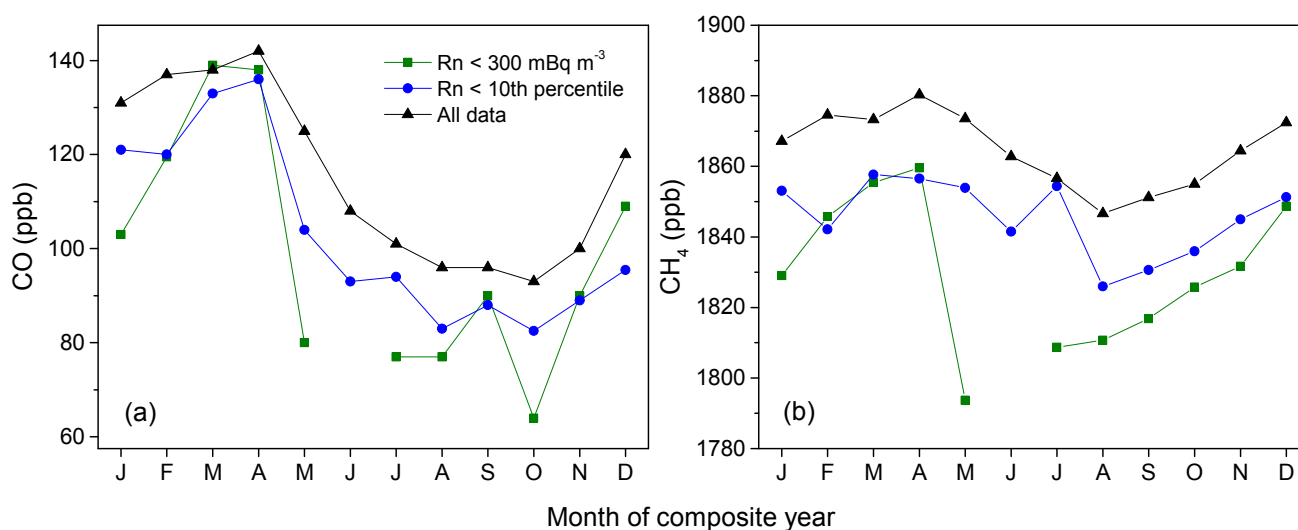 140
120
100
80
60
CO (ppb)
Rn < 300 mBq m⁻³
Rn < 10th percentile
All data
(a)
J F M A M J J A S O N D
1900
1880
1860
1840
1820
1800
1780
CH₄ (ppb)
(b)
J F M A M J J A S O N D
Month of composite year